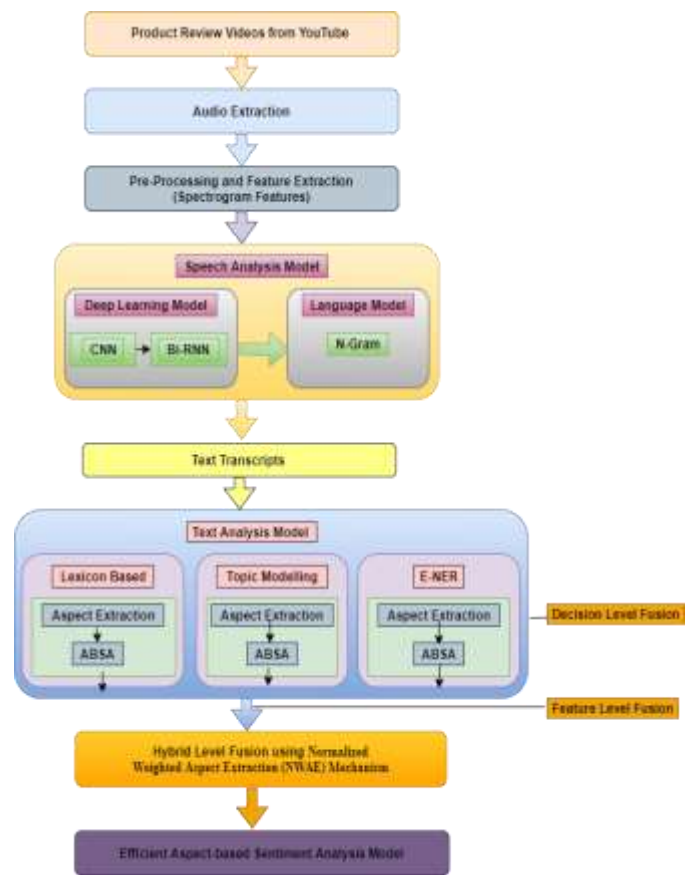 Product Review Videos from YouTube
Audio Extraction
Pre-Processing and Feature Extraction
(Spectrogram Features)
Speech Analysis Model
Deep Learning Model
CNN
Bi-RNN
Language Model
N-Gram
Text Transcripts
Text Analysis Model
Lexicon Based
Aspect Extraction
ABSA
Topic Modelling
Aspect Extraction
ABSA
E-NER
Aspect Extraction
ABSA
Decision Level Fusion
Feature Level Fusion
Hybrid Level Fusion using Normalized
Weighted Aspect Extraction (NWAE) Mechanism
Efficient Aspect-based Sentiment Analysis Model